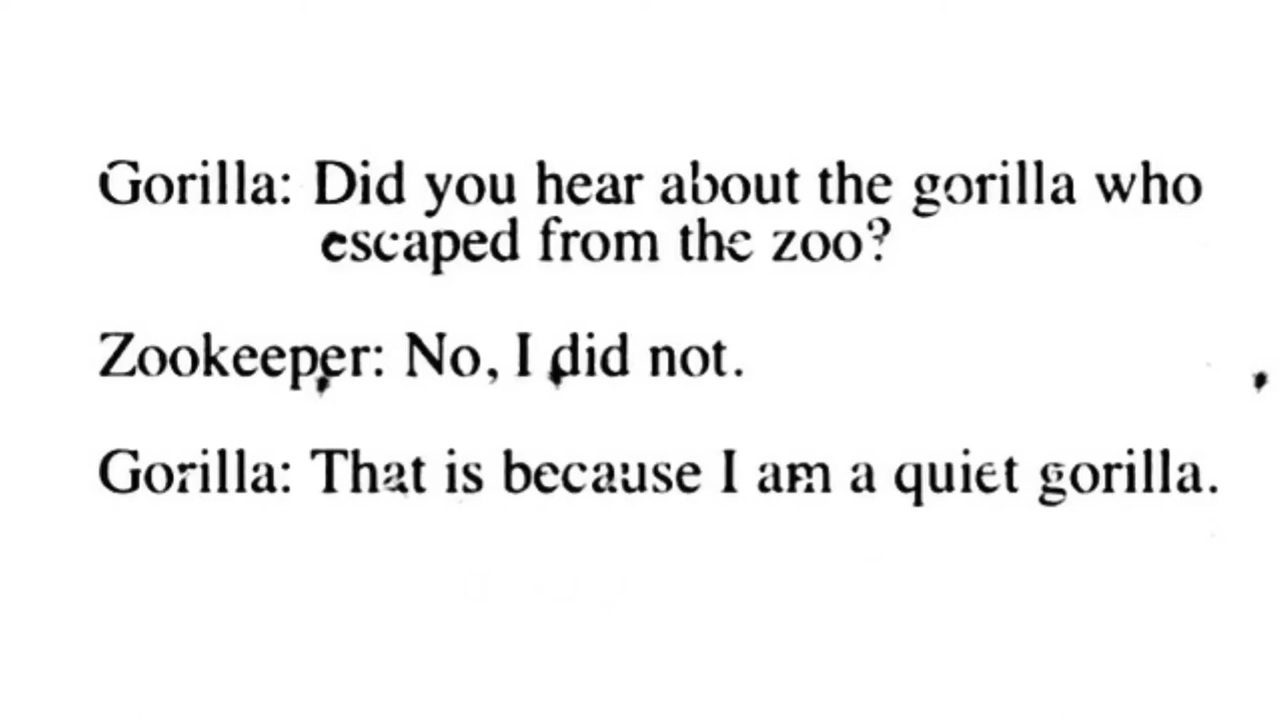 Gorilla: Did you hear about the gorilla who
escaped from the zoo?
Zookeeper: No, I did not.
Gorilla: That is because I am a quiet gorilla.